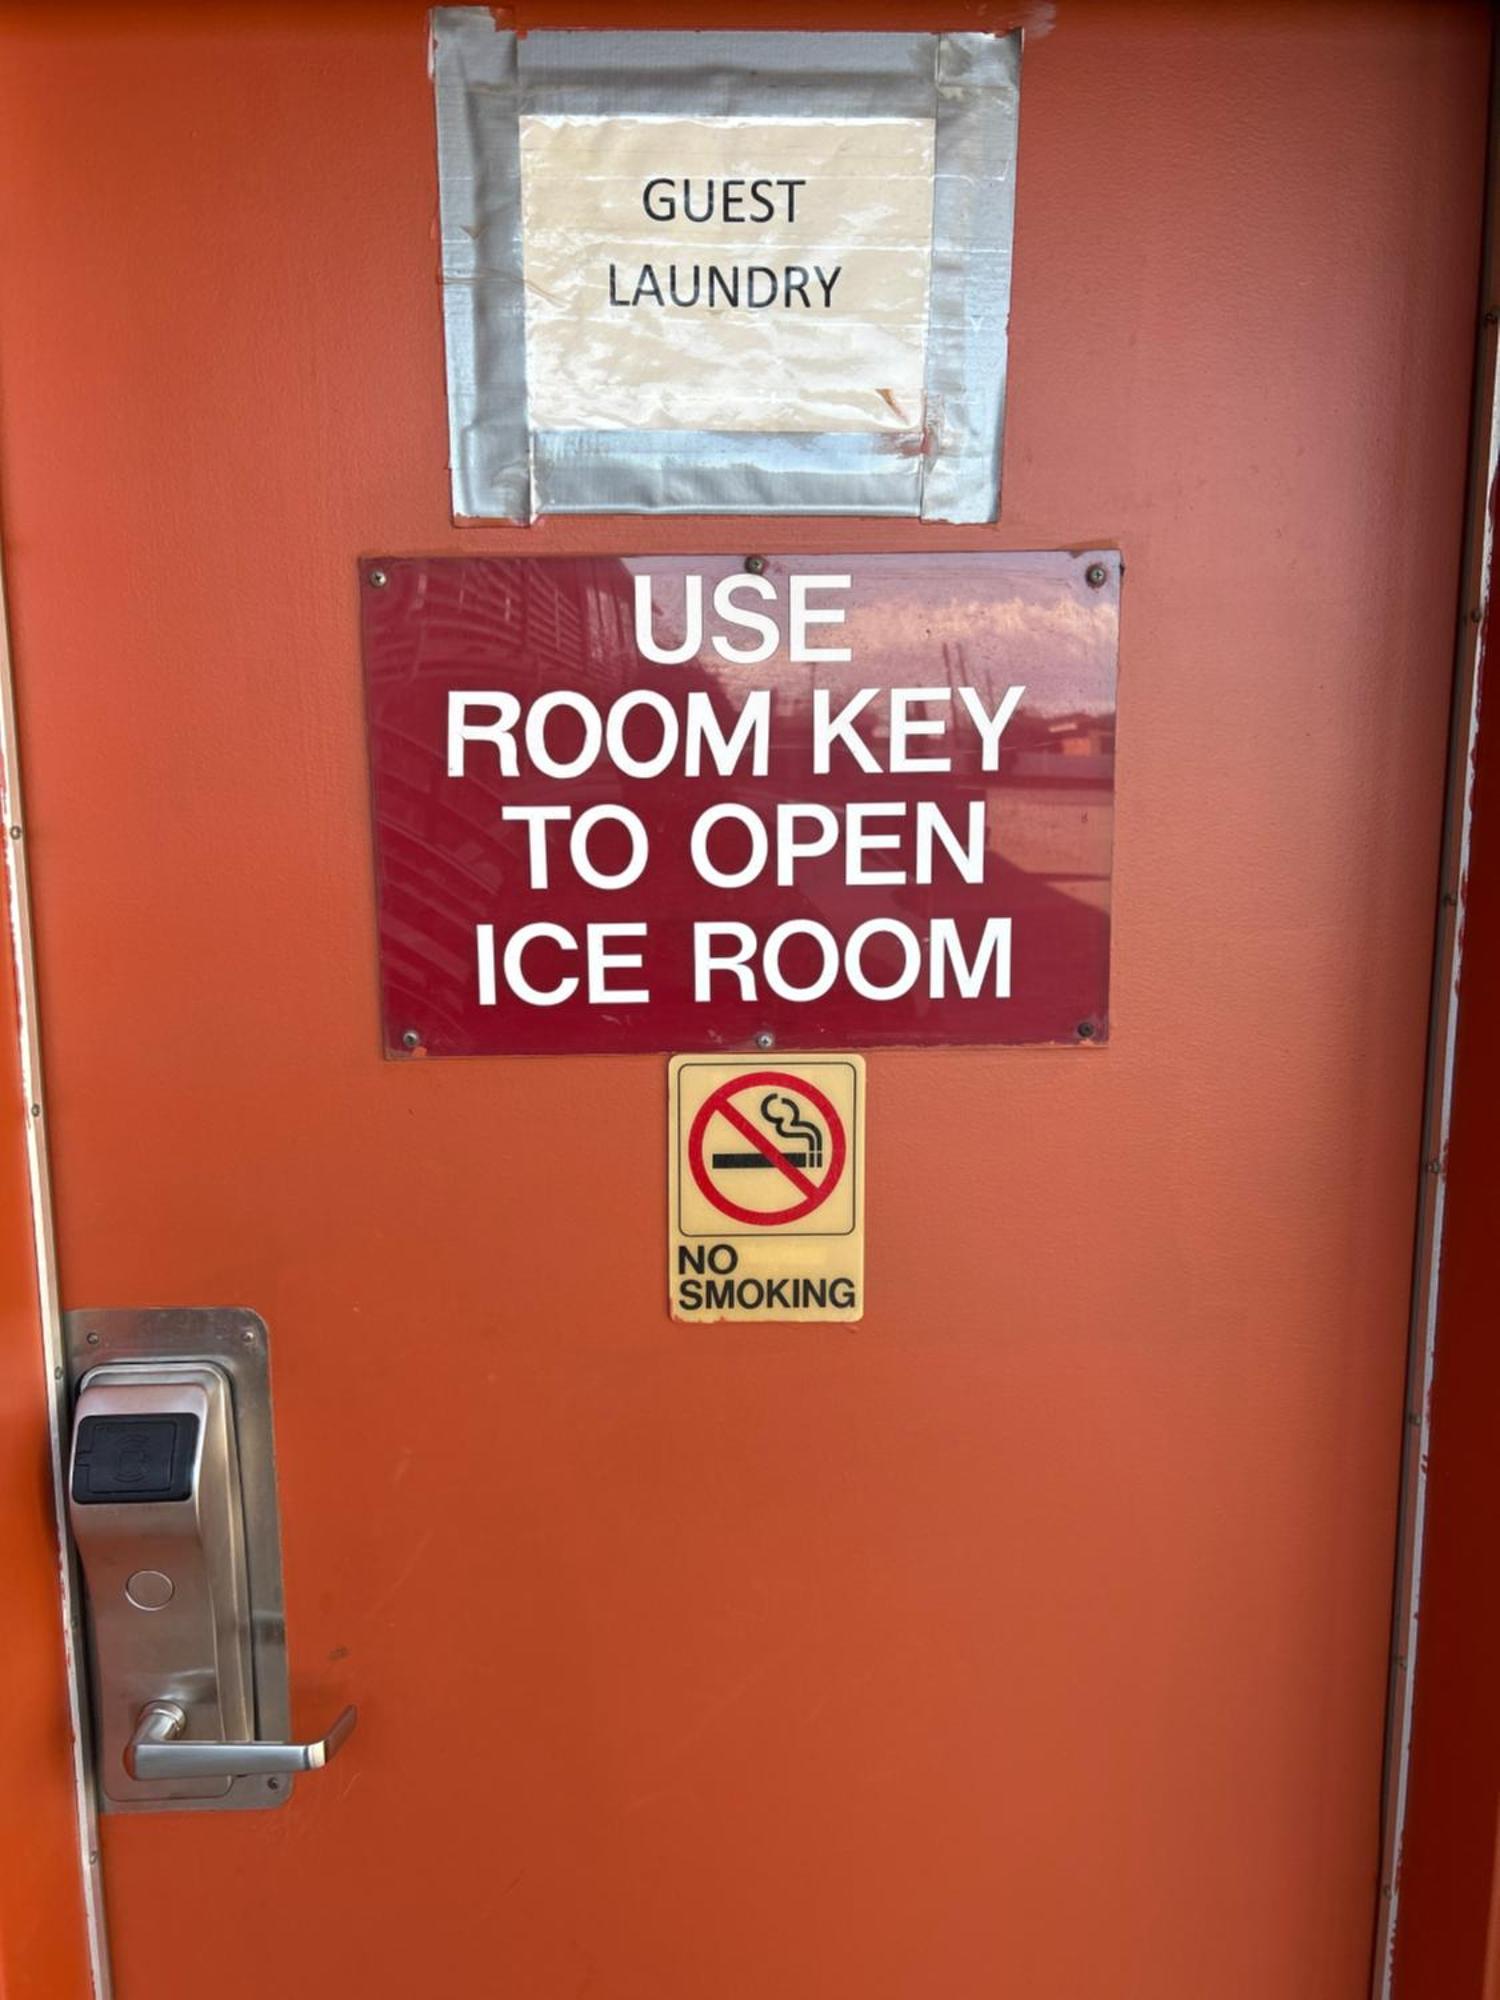 GUEST
LAUNDRY
USE
ROOM KEY
TO OPEN
ICE ROOM
NO
SMOKING